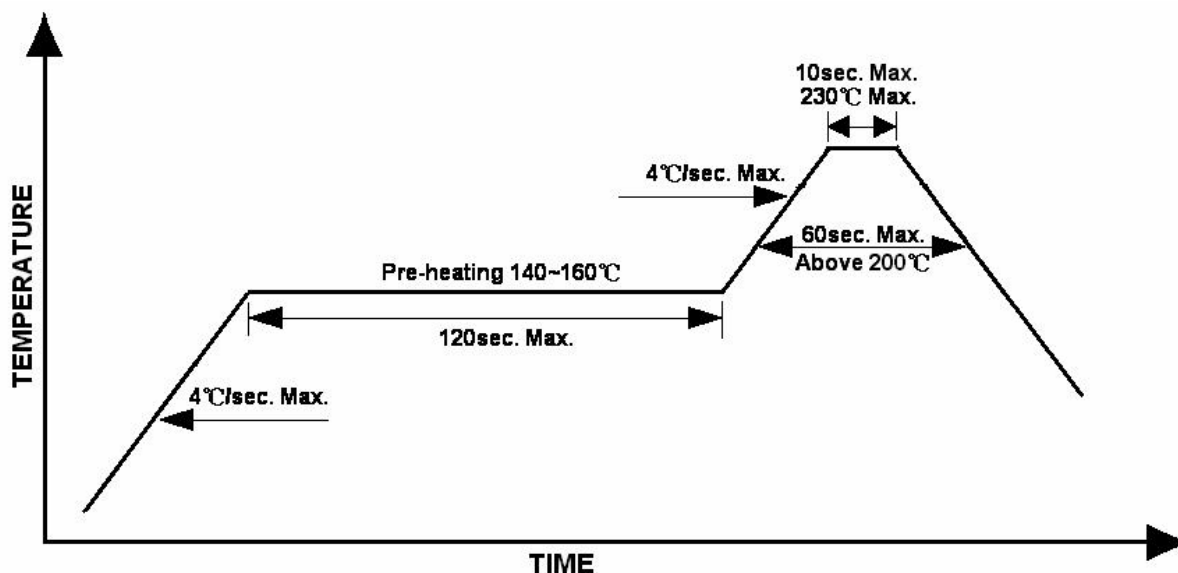 10sec. Max.
230℃ Max.
4℃/sec. Max.
60sec. Max.
Above 200℃
Pre-heating 140~160℃
120sec. Max.
4℃/sec. Max.
TEMPERATURE
TIME